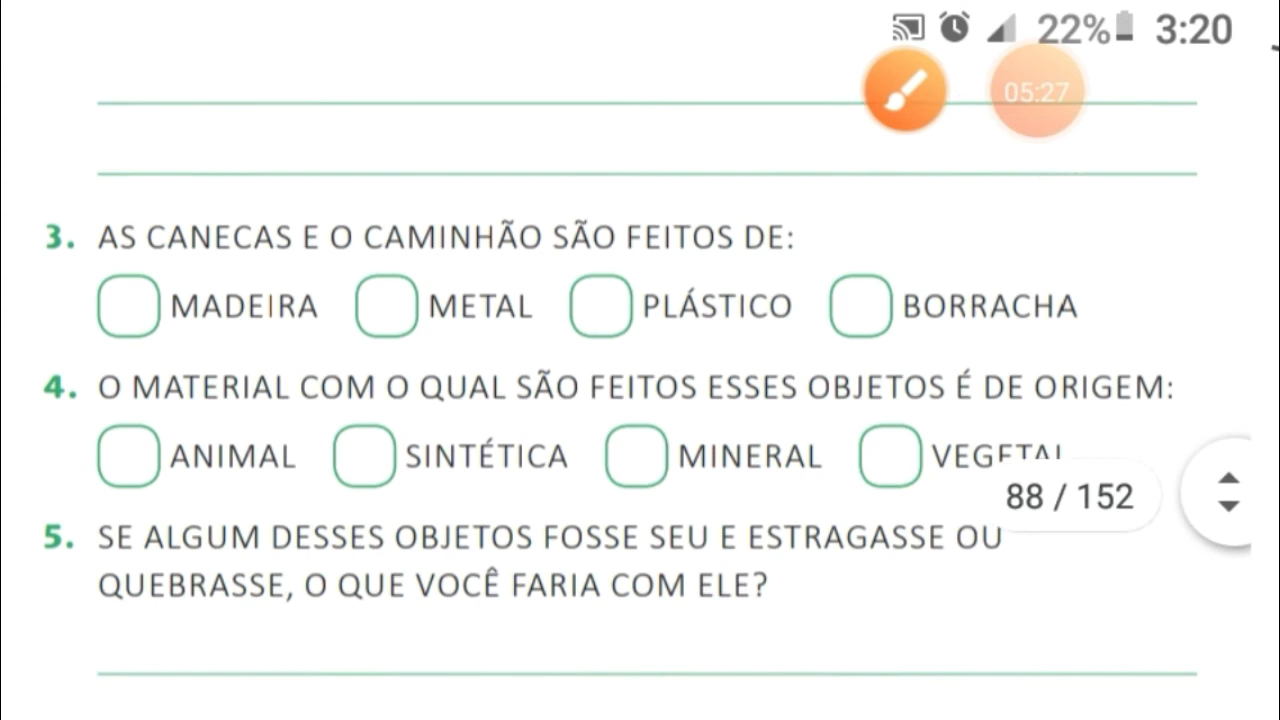 22% 3:20
05:27
3. AS CANECAS E O CAMINHÃO SÃO FEITOS DE:
MADEIRA METAL PLÁSTICO BORRACHA
4. O MATERIAL COM O QUAL SÃO FEITOS ESSES OBJETOS É DE ORIGEM:
ANIMAL SINTÉTICA MINERAL VEGETAL
88 / 152
5. SE ALGUM DESSES OBJETOS FOSSE SEU E ESTRAGASSE OU
QUEBRASSE, O QUE VOCÊ FARIA COM ELE?